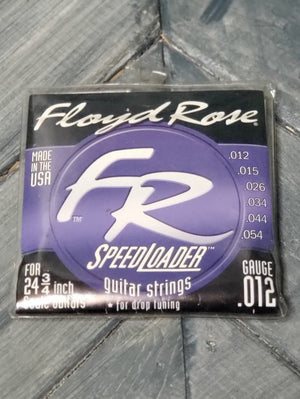 Floyd Rose®
MADE
IN THE
USA
.012
.015
.026
.034
.044
.054
FR
™
SPEEDLOADER™
guitar strings
* for drop tuning
FOR
24 3/4 inch
Scale Guitars
GAUGE
.012